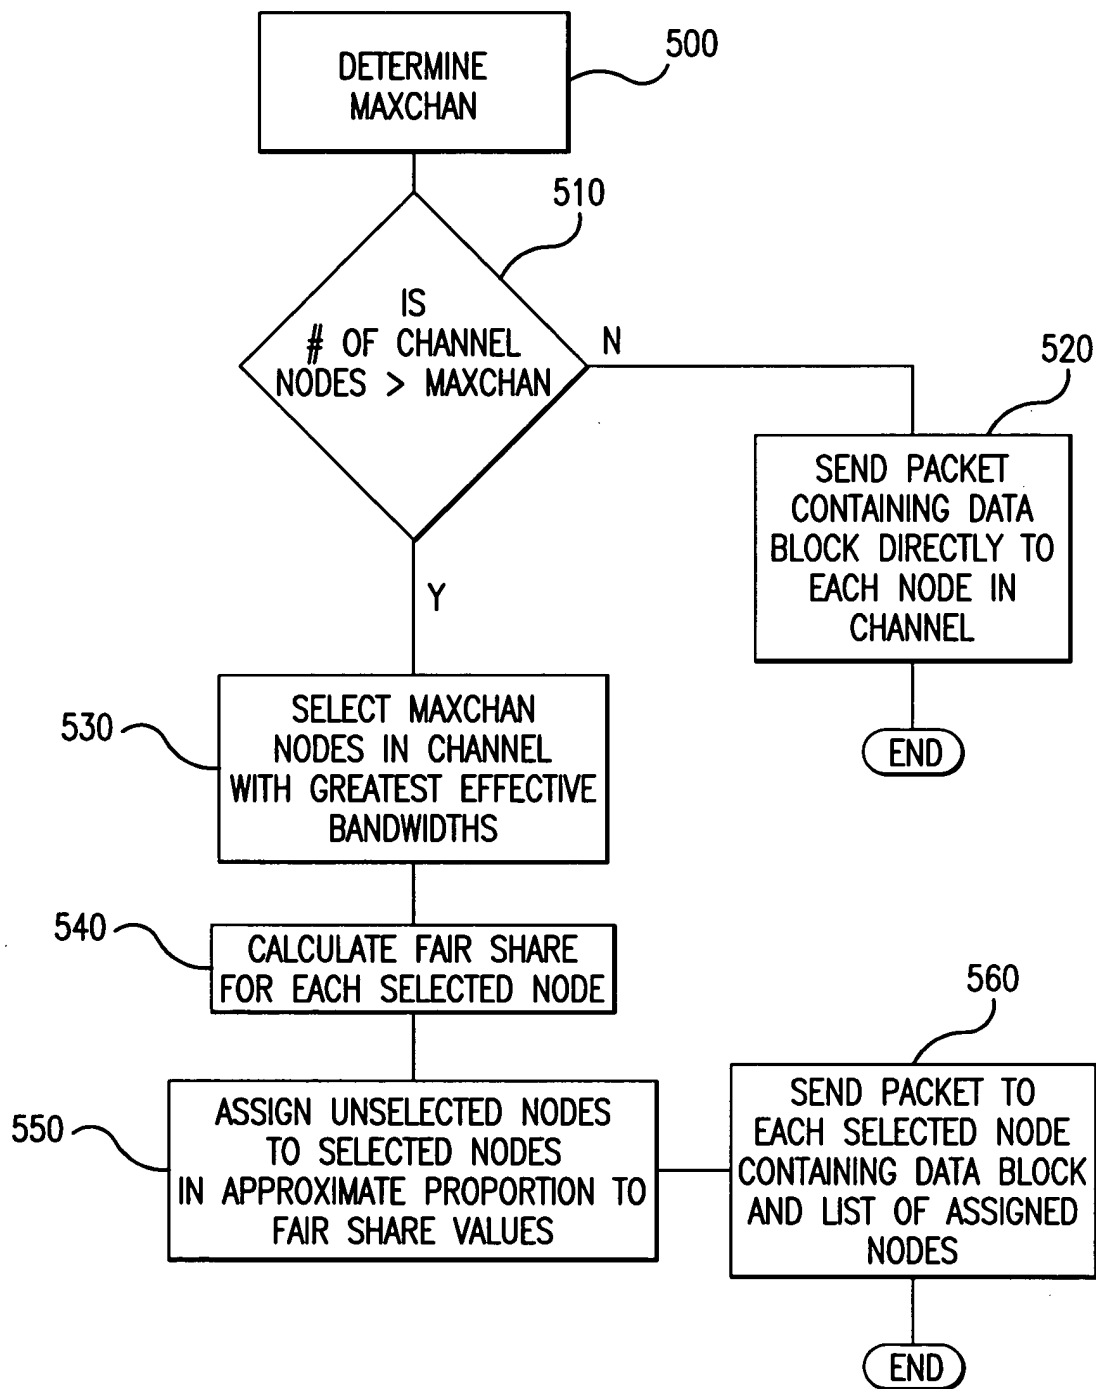 DETERMINE
MAXCHAN
500
510
IS
# OF CHANNEL
NODES > MAXCHAN
N
520
SEND PACKET
CONTAINING DATA
BLOCK DIRECTLY TO
EACH NODE IN
CHANNEL
END
Y
530
SELECT MAXCHAN
NODES IN CHANNEL
WITH GREATEST EFFECTIVE
BANDWIDTHS
540
CALCULATE FAIR SHARE
FOR EACH SELECTED NODE
550
ASSIGN UNSELECTED NODES
TO SELECTED NODES
IN APPROXIMATE PROPORTION TO
FAIR SHARE VALUES
560
SEND PACKET TO
EACH SELECTED NODE
CONTAINING DATA BLOCK
AND LIST OF ASSIGNED
NODES
END